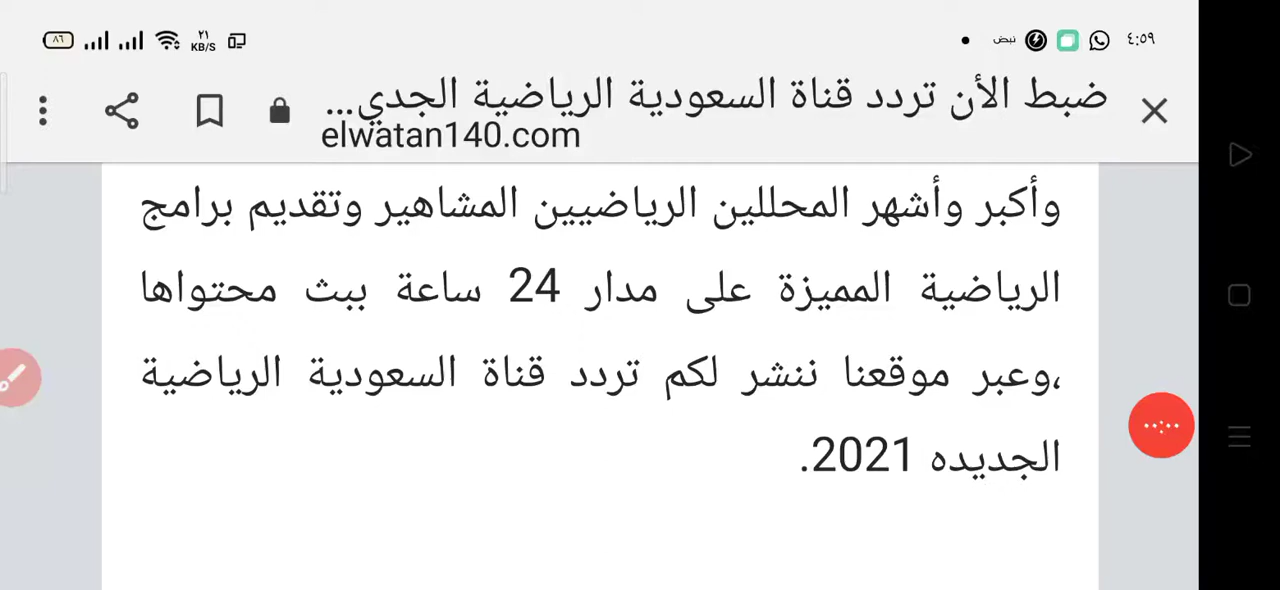 ٨٦ ٢١ KB/S نبض ٤:٥٩
ضبط الأن تردد قناة السعودية الرياضية الجدي...
elwatan140.com
وأكبر وأشهر المحللين الرياضيين المشاهير وتقديم برامج
الرياضية المميزة على مدار 24 ساعة ببث محتواها
،وعبر موقعنا ننشر لكم تردد قناة السعودية الرياضية
الجديده 2021.